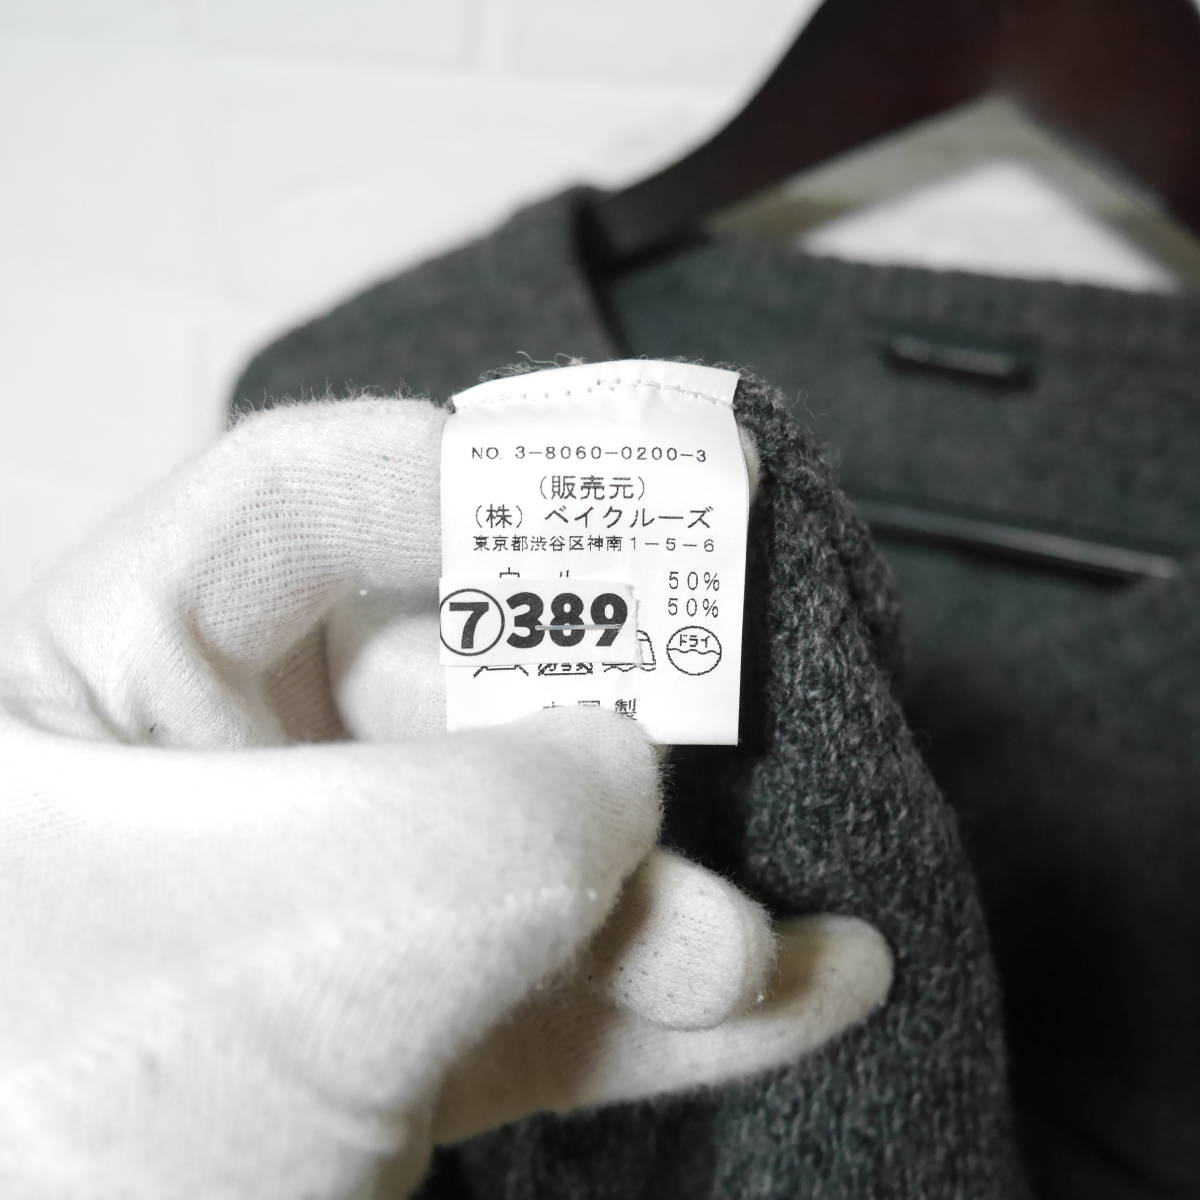 NO. 3-8060-0200-3
(販売元)
(株) ベイクルーズ
東京都渋谷区神南1-5-6
50%
50%
⑦389
ドライ
製